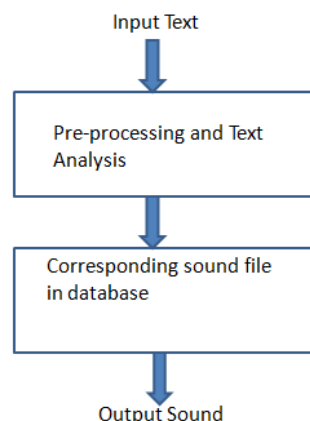 Input Text
Pre-processing and Text
Analysis
Corresponding sound file
in database
Output Sound